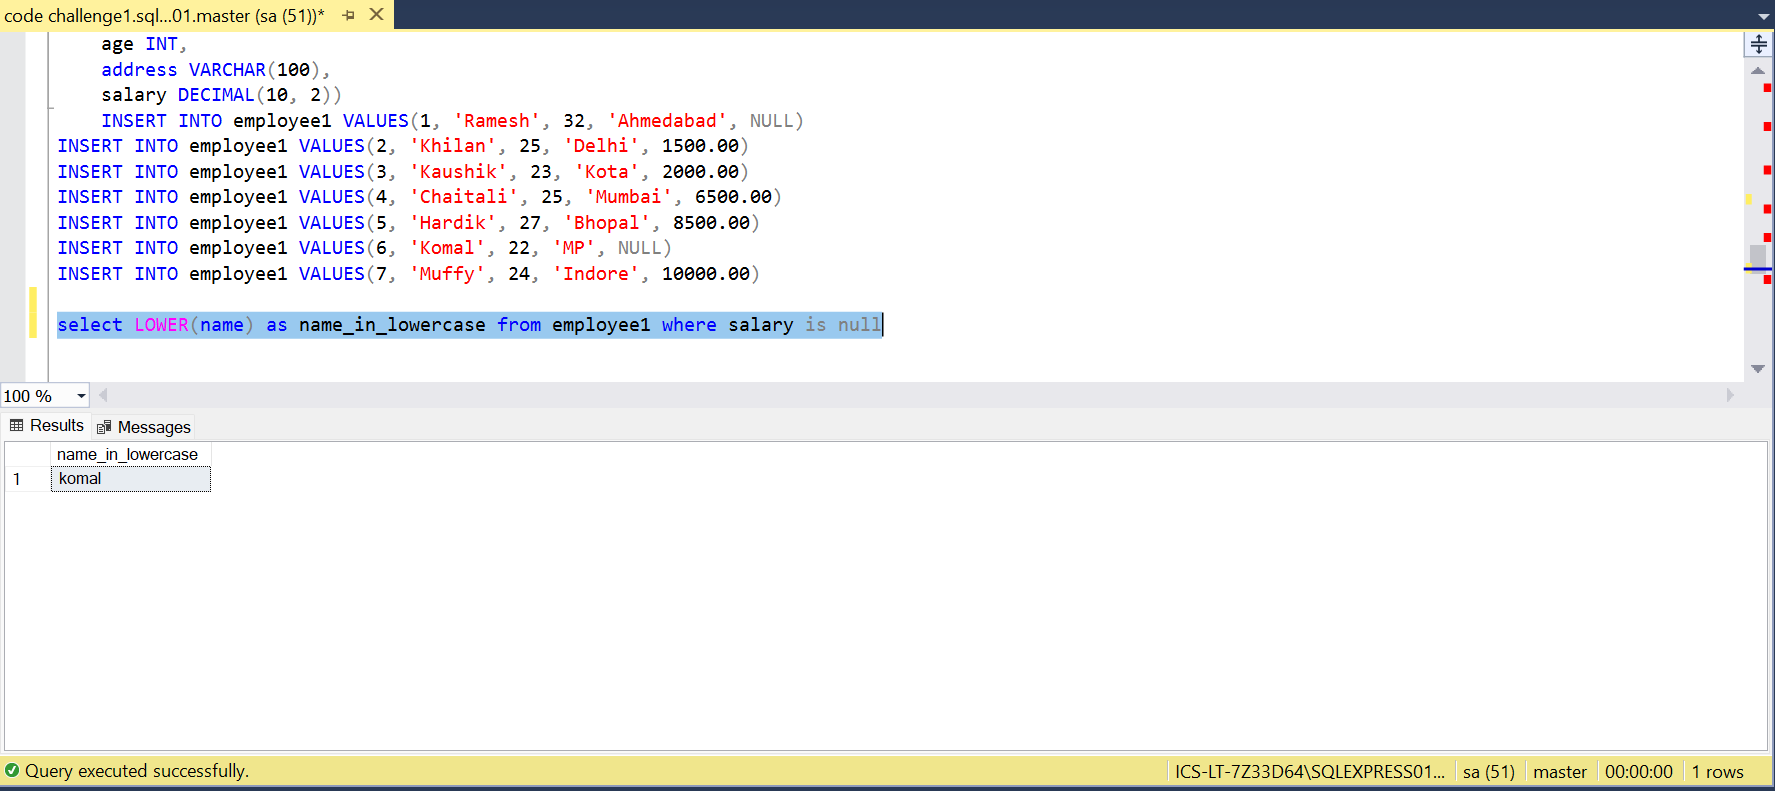 code challenge1.sql...01.master (sa (51))*
age INT,
address VARCHAR(100),
salary DECIMAL(10, 2))
INSERT INTO employee1 VALUES(1, 'Ramesh', 32, 'Ahmedabad', NULL)
INSERT INTO employee1 VALUES(2, 'Khilan', 25, 'Delhi', 1500.00)
INSERT INTO employee1 VALUES(3, 'Kaushik', 23, 'Kota', 2000.00)
INSERT INTO employee1 VALUES(4, 'Chaitali', 25, 'Mumbai', 6500.00)
INSERT INTO employee1 VALUES(5, 'Hardik', 27, 'Bhopal', 8500.00)
INSERT INTO employee1 VALUES(6, 'Komal', 22, 'MP', NULL)
INSERT INTO employee1 VALUES(7, 'Muffy', 24, 'Indore', 10000.00)
select LOWER(name) as name_in_lowercase from employee1 where salary is null
100 %
Results Messages
name_in_lowercase
1 komal
Query executed successfully. ICS-LT-7Z33D64\SQLEXPRESS01... sa (51) master 00:00:00 1 rows